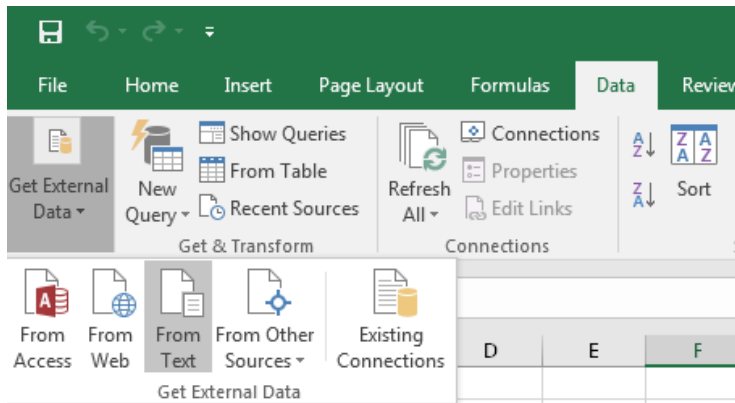 File Home Insert Page Layout Formulas Data Review
Get External
Data
New
Query
Show Queries
From Table
Recent Sources
Get & Transform
Refresh
All
Connections
Properties
Edit Links
Connections
A
Z
Z
A
Z A
A Z
Sort
From
Access
From
Web
From
Text
From Other
Sources
Existing
Connections
Get External Data
D E F